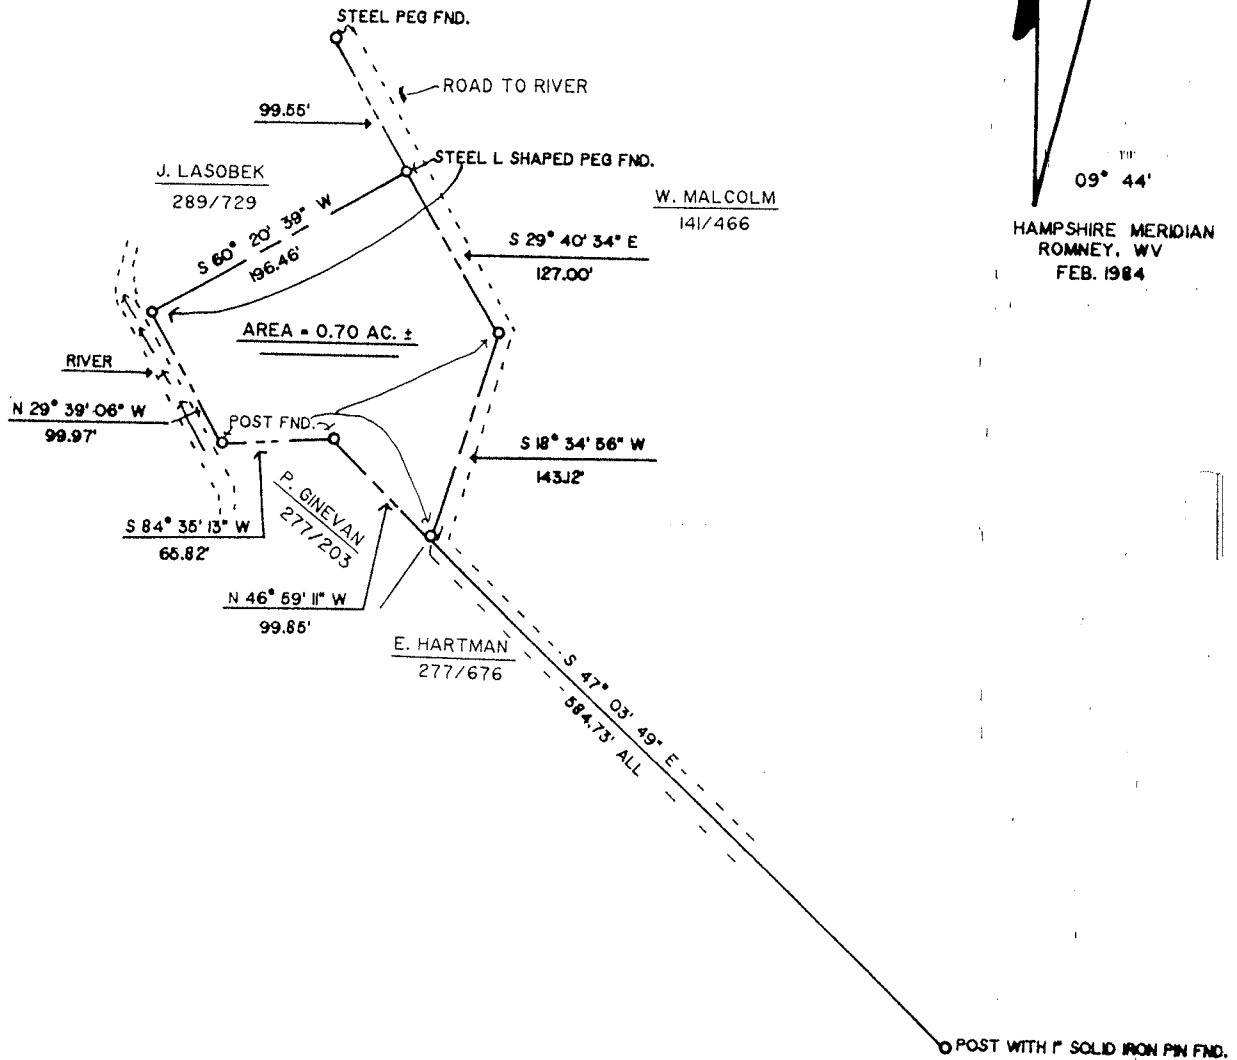 STEEL PEG FND.
ROAD TO RIVER
99.55'
STEEL L SHAPED PEG FND.
J. LASOBEK
289/729
W. MALCOLM
141/466
09° 44'
HAMPSHIRE MERIDIAN
ROMNEY, WV
FEB. 1984
S 60° 20' 39" W
196.46'
S 29° 40' 34" E
127.00'
AREA = 0.70 AC. ±
RIVER
N 29° 39' 06" W
99.97'
POST FND.
S 18° 34' 56" W
143.12'
P. GINEVAN
277/203
S 84° 35' 13" W
65.82'
N 46° 59' 11" W
99.85'
E. HARTMAN
277/676
S 47° 03' 49" E
584.73' ALL
POST WITH 1" SOLID IRON PIN FND.